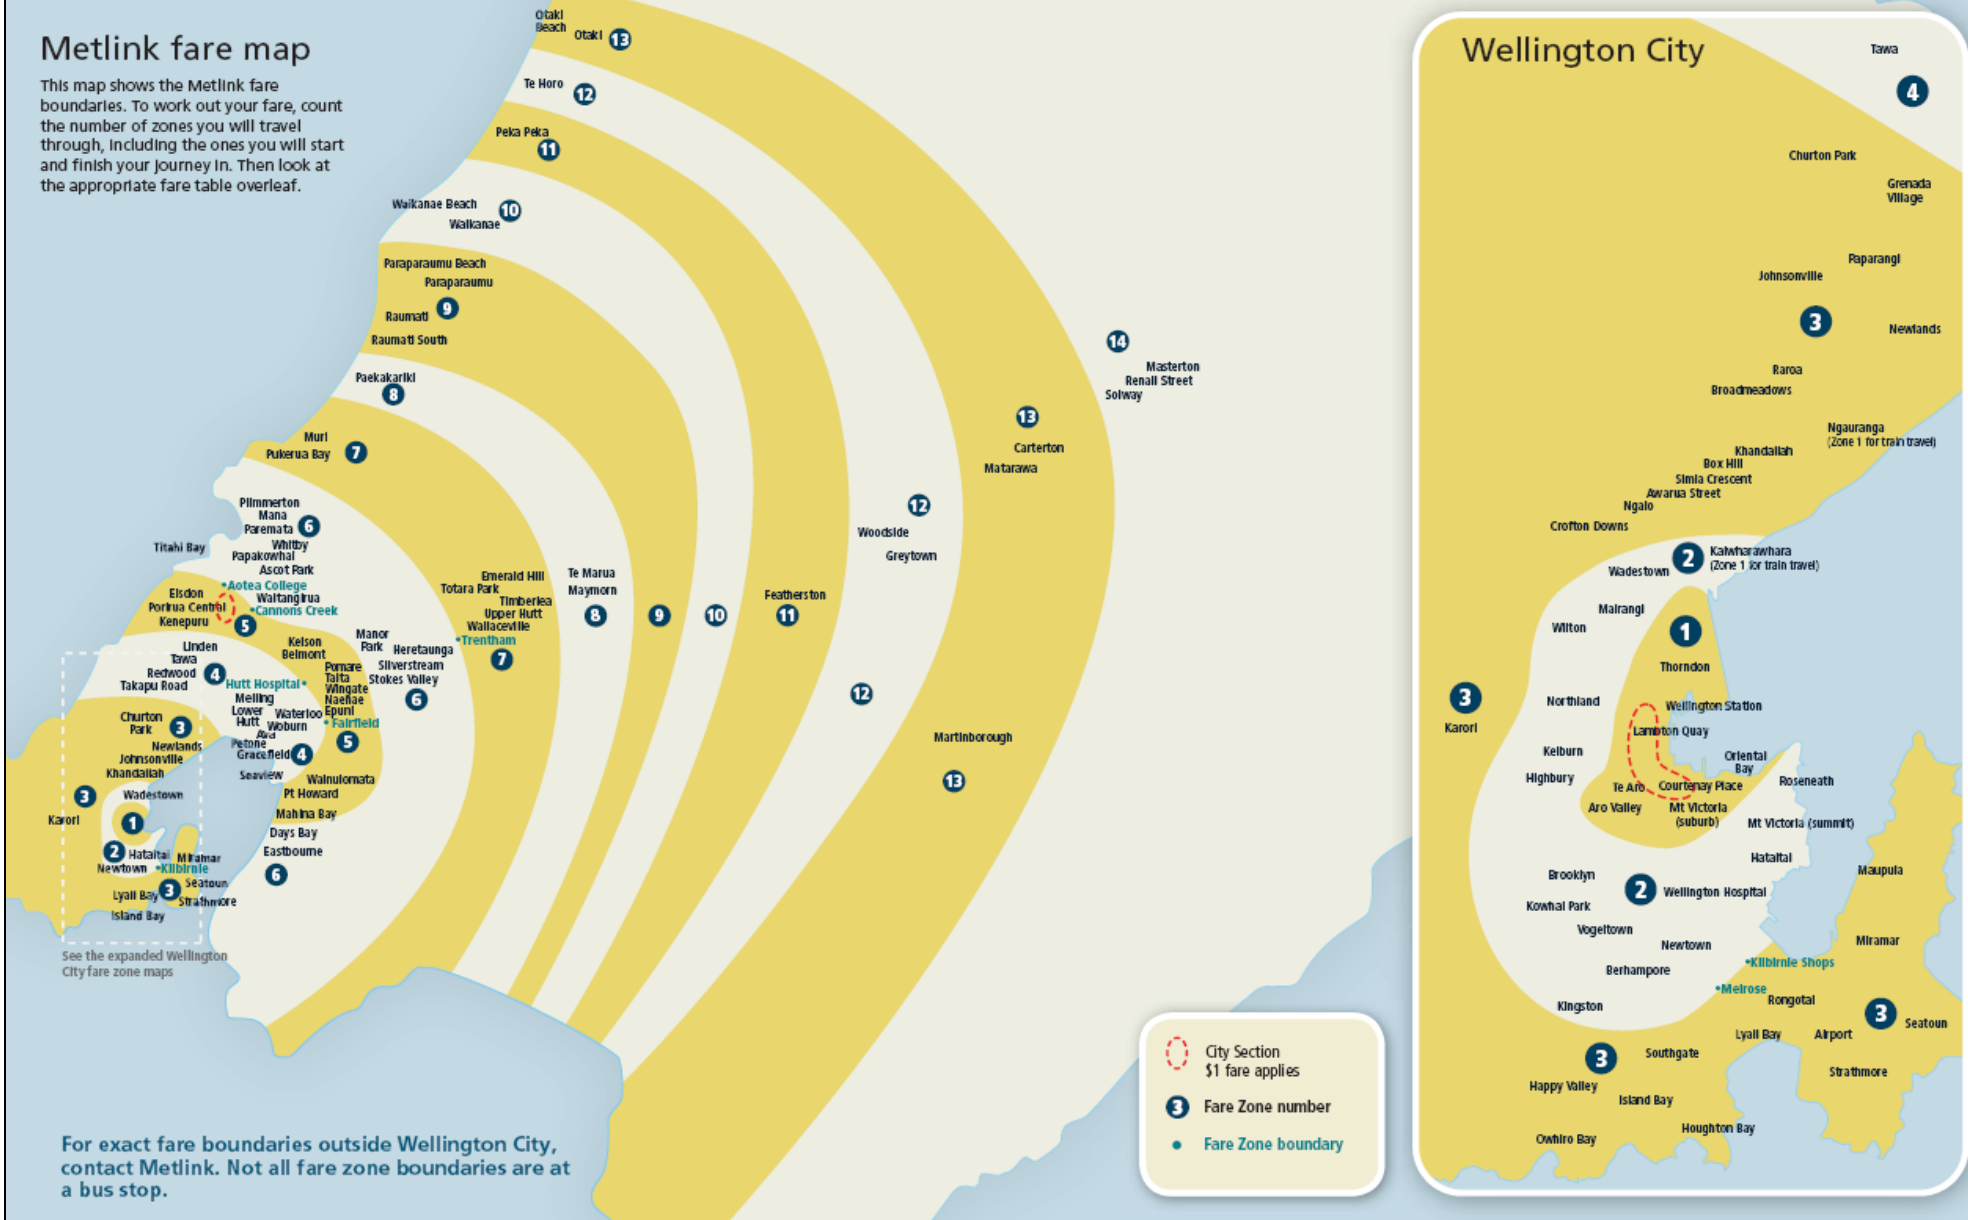 Metlink fare map
This map shows the Metlink fare
boundaries. To work out your fare, count
the number of zones you will travel
through, including the ones you will start
and finish your journey in. Then look at
the appropriate fare table overleaf.
Otaki
Beach
Otaki
13
Te Horo
12
Peka Peka
11
Waikanae Beach
10
Waikanae
Paraparaumu Beach
Paraparaumu
9
Raumati
Raumati South
Paekakariki
8
Muri
Pukerua Bay
7
Plimmerton
Mana
Paremata
6
Whitby
Titahi Bay
Papakowhai
Ascot Park
Aotea College
Elsdon
Waitangirua
Porirua Central
Cannons Creek
Kenepuru
5
Linden
Tawa
Redwood
4
Takapu Road
Kelson
Belmont
Hutt Hospital
Melling
Lower
Hutt
Waterloo
Woburn
Ava
Petone
Gracefield
4
Seaview
Pomare
Taita
Wingate
Naenae
Epuni
Fairfield
5
Wainuiomata
Pt Howard
Mahina Bay
Days Bay
Eastbourne
6
Manor
Park
Heretaunga
Silverstream
Stokes Valley
6
Emerald Hill
Totara Park
Timberlea
Upper Hutt
Wallaceville
Trentham
7
Te Marua
Maymorn
8
9
10
Featherston
11
12
Woodside
Greytown
12
Martinborough
13
13
Carterton
Matarawa
14
Masterton
Renall Street
Solway
Churton
Park
3
Newlands
Johnsonville
Khandallah
3
Wadestown
Karori
1
2
Hataitai
Miramar
Newtown
Kilbirnie
Seatoun
Lyall Bay
3
Strathmore
Island Bay
See the expanded Wellington
City fare zone maps
For exact fare boundaries outside Wellington City,
contact Metlink. Not all fare zone boundaries are at
a bus stop.
City Section
$1 fare applies
3
Fare Zone number
Fare Zone boundary
Wellington City
Tawa
4
Churton Park
Grenada
Village
Paparangi
Johnsonville
3
Newlands
Raroa
Broadmeadows
Ngauranga
(Zone 1 for train travel)
Khandallah
Box Hill
Simla Crescent
Awarua Street
Ngaio
Crofton Downs
2
Kaiwharawhara
(Zone 1 for train travel)
Wadestown
Mairangi
Wilton
1
Thorndon
3
Karori
Northland
Wellington Station
Lambton Quay
Kelburn
Oriental
Bay
Highbury
Roseneath
Te Aro
Courtenay Place
Aro Valley
Mt Victoria
(suburb)
Mt Victoria (summit)
Hataitai
Brooklyn
2
Wellington Hospital
Maupuia
Kowhai Park
Vogeltown
Newtown
Miramar
Kilbirnie Shops
Berhampore
Melrose
Rongotai
Kingston
3
Seatoun
Lyall Bay
Airport
Southgate
3
Strathmore
Happy Valley
Island Bay
Houghton Bay
Owhiro Bay